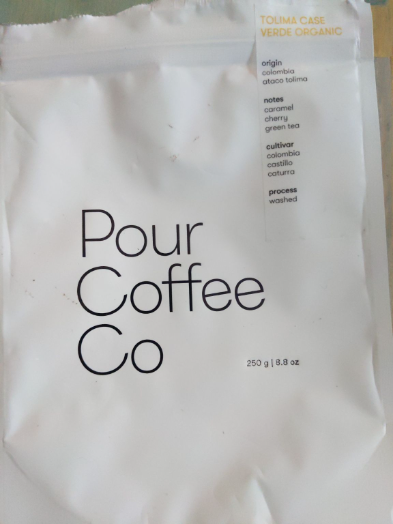 TOLIMA CASE
VERDE ORGANIC
origin
colombia
ataco tolima
notes
caramel
cherry
green tea
cultivar
colombia
castillo
caturra
process
washed
Pour
Coffee
Co
250 g | 8.8 oz